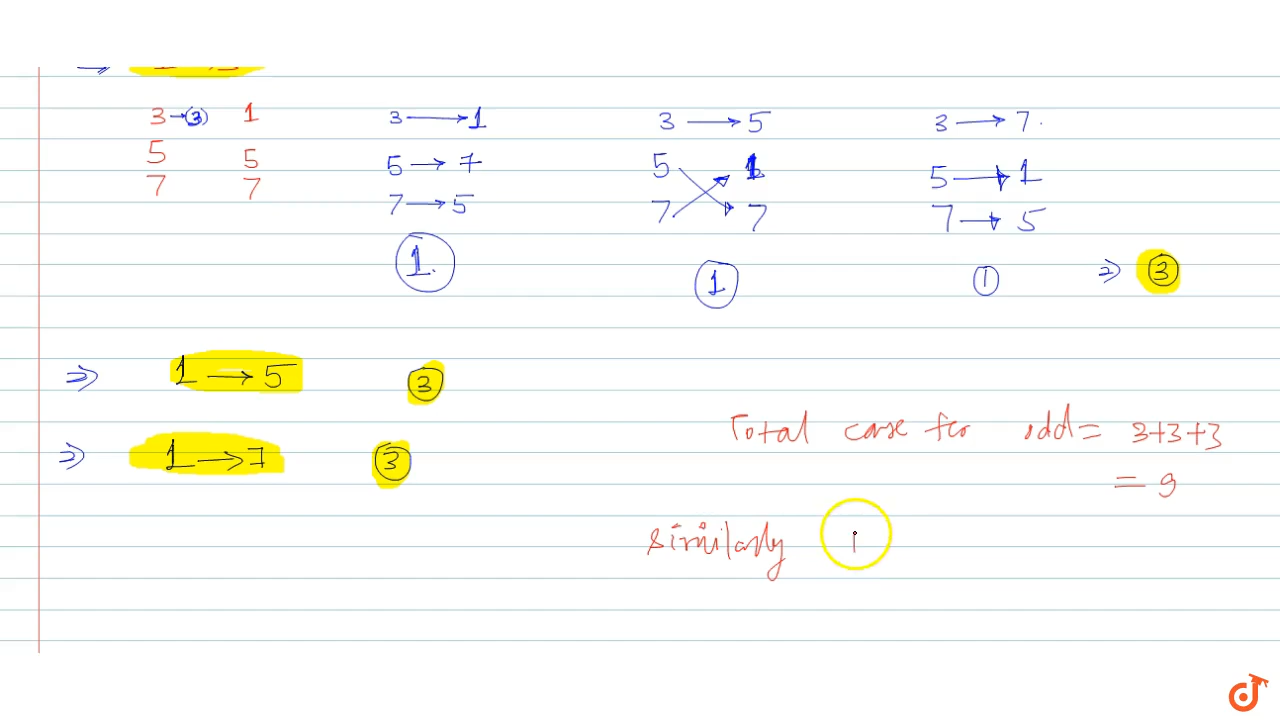 ⇒ 1 → 3
3 → 3 1 3 → 1 3 → 5 3 → 7.
5 5 5 → 7 5 1 5 → 1
7 7 7 → 5 7 7 7 → 5
1. 1 1 ⇒ 3
⇒ 1 → 5 3
Total case for odd = 3+3+3
⇒ 1 → 7 3
= 9
similarly